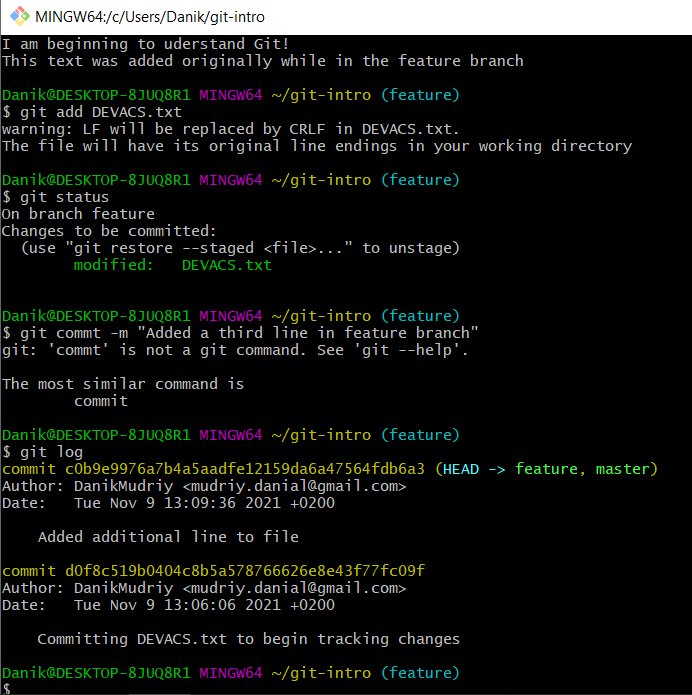 MINGW64:/c/Users/Danik/git-intro
I am beginning to uderstand Git!
This text was added originally while in the feature branch
Danik@DESKTOP-8JUQ8R1 MINGW64 ~/git-intro (feature)
$ git add DEVACS.txt
warning: LF will be replaced by CRLF in DEVACS.txt.
The file will have its original line endings in your working directory
Danik@DESKTOP-8JUQ8R1 MINGW64 ~/git-intro (feature)
$ git status
On branch feature
Changes to be committed:
  (use "git restore --staged <file>..." to unstage)
        modified:   DEVACS.txt
Danik@DESKTOP-8JUQ8R1 MINGW64 ~/git-intro (feature)
$ git commt -m "Added a third line in feature branch"
git: 'commt' is not a git command. See 'git --help'.
The most similar command is
        commit
Danik@DESKTOP-8JUQ8R1 MINGW64 ~/git-intro (feature)
$ git log
commit c0b9e9976a7b4a5aadfe12159da6a47564fdb6a3 (HEAD -> feature, master)
Author: DanikMudriy <mudriy.danial@gmail.com>
Date:   Tue Nov 9 13:09:36 2021 +0200
    Added additional line to file
commit d0f8c519b0404c8b5a578766626e8e43f77fc09f
Author: DanikMudriy <mudriy.danial@gmail.com>
Date:   Tue Nov 9 13:06:06 2021 +0200
    Committing DEVACS.txt to begin tracking changes
Danik@DESKTOP-8JUQ8R1 MINGW64 ~/git-intro (feature)
$